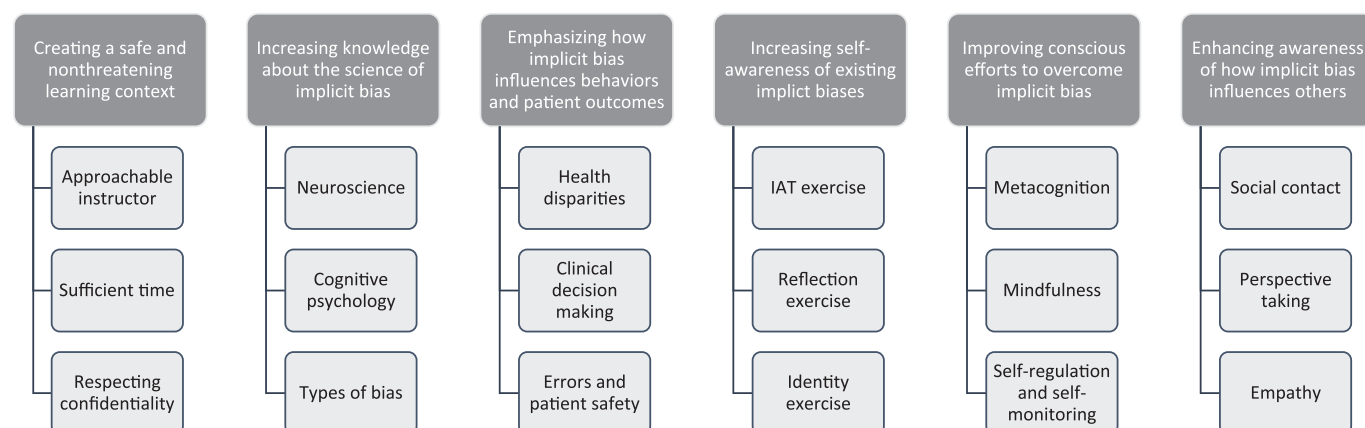 Creating a safe and
nonthreatening
learning context
Approachable
instructor
Sufficient time
Respecting
confidentiality
Increasing knowledge
about the science of
implicit bias
Neuroscience
Cognitive
psychology
Types of bias
Emphasizing how
implicit bias
influences behaviors
and patient outcomes
Health
disparities
Clinical
decision
making
Errors and
patient safety
Increasing self-
awareness of existing
implict biases
IAT exercise
Reflection
exercise
Identity
exercise
Improving conscious
efforts to overcome
implicit bias
Metacognition
Mindfulness
Self-regulation
and self-
monitoring
Enhancing awareness
of how implicit bias
influences others
Social contact
Perspective
taking
Empathy